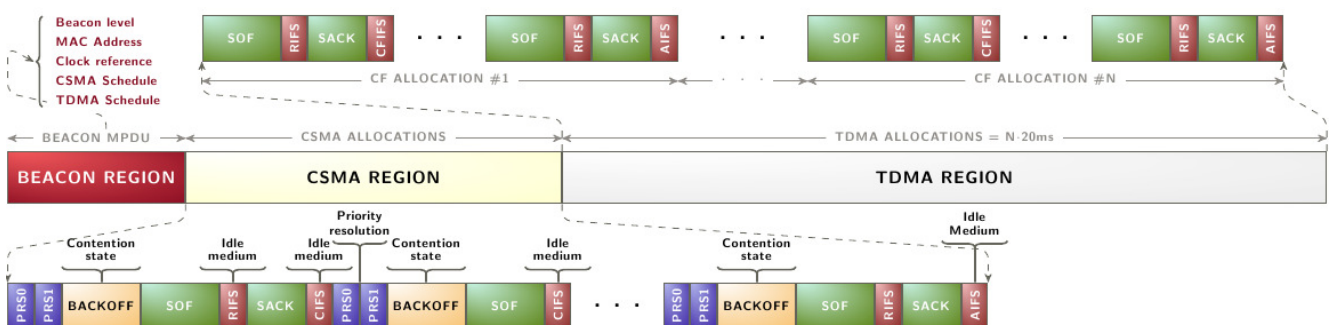 Beacon level
MAC Address
Clock reference
CSMA Schedule
TDMA Schedule
SOF RIFS SACK CFIFS · · · SOF RIFS SACK AIFS · · · SOF RIFS SACK CFIFS · · · SOF RIFS SACK AIFS
CF ALLOCATION #1 · · · CF ALLOCATION #N
BEACON MPDU CSMA ALLOCATIONS TDMA ALLOCATIONS = N·20ms
BEACON REGION CSMA REGION TDMA REGION
Contention state
Idle medium
Idle medium
Priority resolution
Contention state
Idle medium
Contention state
Idle Medium
PRS0 PRS1 BACKOFF SOF RIFS SACK CIFS PRS0 PRS1 BACKOFF SOF CIFS · · · PRS0 PRS1 BACKOFF SOF RIFS SACK AIFS